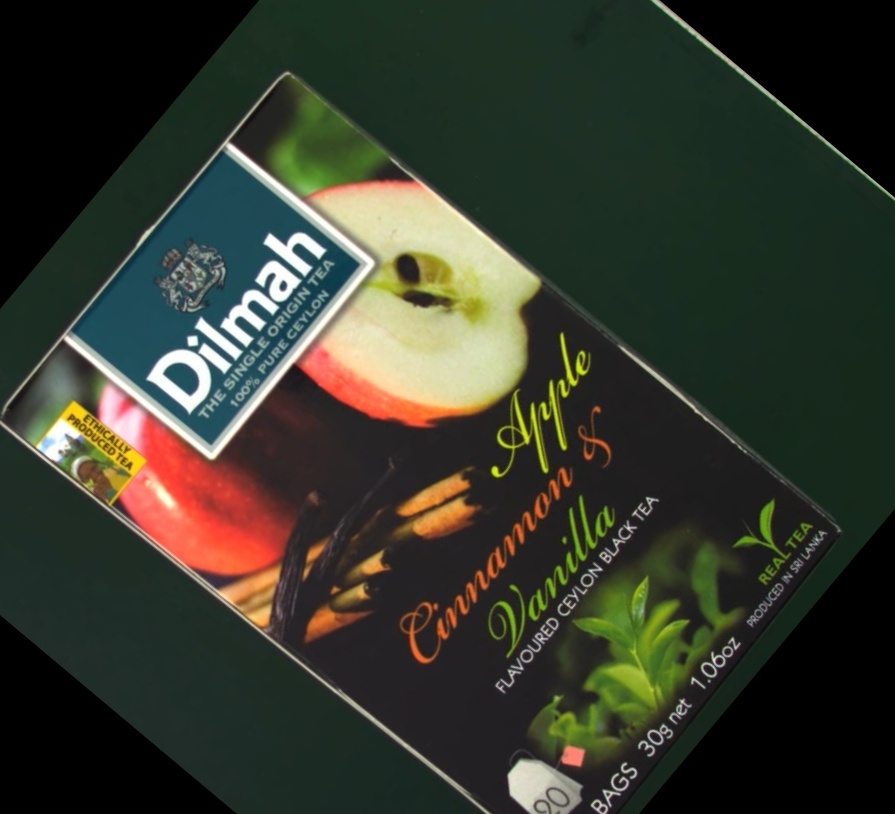 Dilmah
THE SINGLE ORIGIN TEA
100% PURE CEYLON
ETHICALLY
PRODUCED TEA
Apple
Cinnamon &
Vanilla
FLAVOURED CEYLON BLACK TEA
REAL TEA
PRODUCED IN SRI LANKA
20 BAGS 30g net 1.06oz